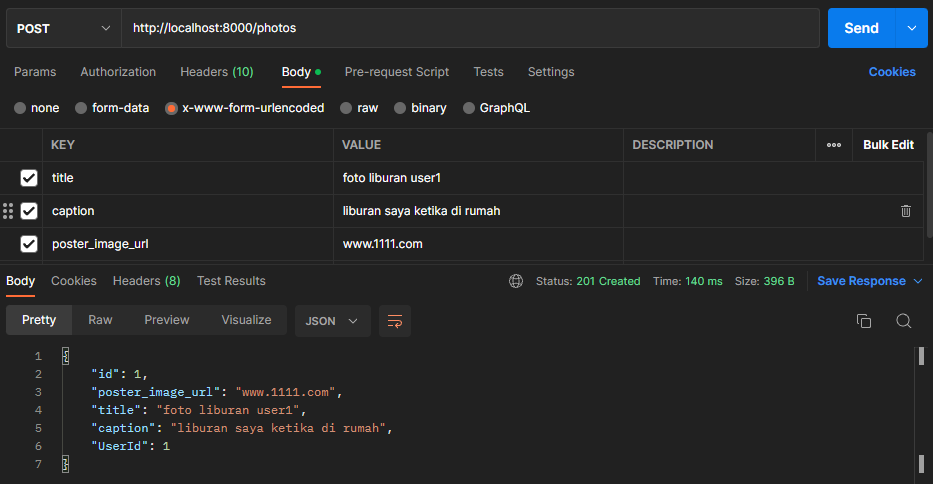 POST http://localhost:8000/photos Send
Params Authorization Headers (10) Body Pre-request Script Tests Settings Cookies
none form-data x-www-form-urlencoded raw binary GraphQL
KEY VALUE DESCRIPTION ooo Bulk Edit
title foto liburan user1
caption liburan saya ketika di rumah
poster_image_url www.1111.com
Body Cookies Headers (8) Test Results Status: 201 Created Time: 140 ms Size: 396 B Save Response
Pretty Raw Preview Visualize JSON
1 {
2 "id": 1,
3 "poster_image_url": "www.1111.com",
4 "title": "foto liburan user1",
5 "caption": "liburan saya ketika di rumah",
6 "UserId": 1
7 }